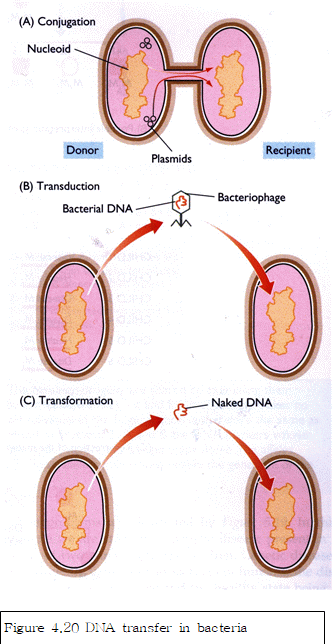 (A) Conjugation
Nucleoid
Donor
Plasmids
Recipient
(B) Transduction
Bacterial DNA
Bacteriophage
(C) Transformation
Naked DNA
Figure 4.20 DNA transfer in bacteria